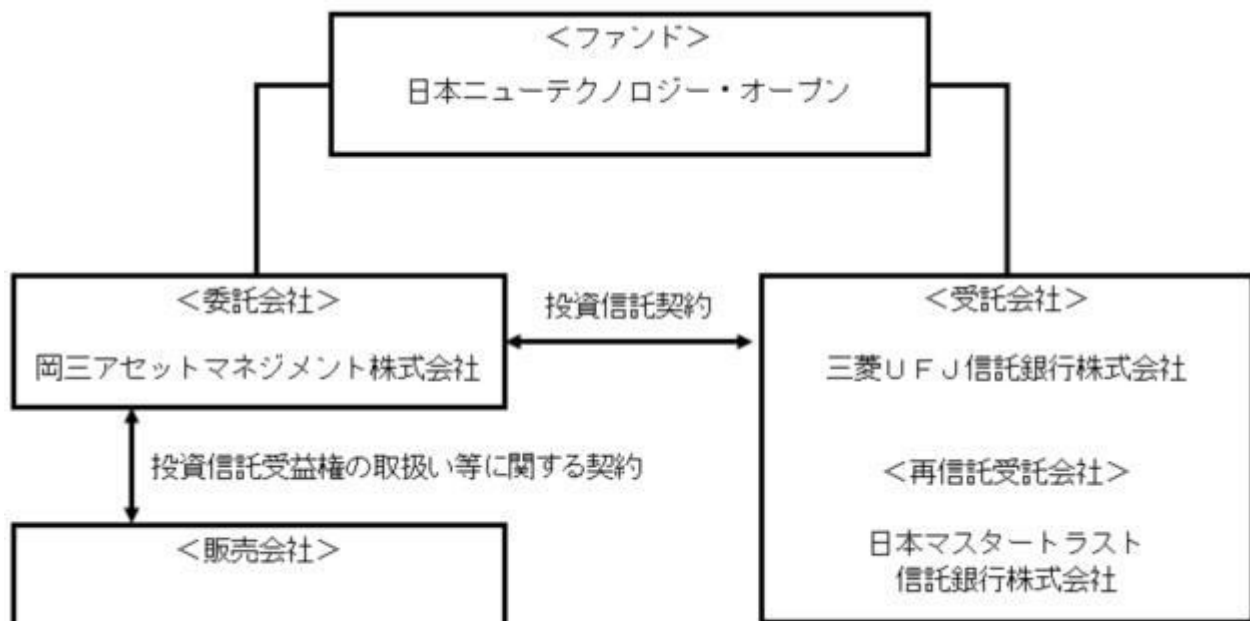 ＜ファンド＞
日本ニューテクノロジー・オープン
＜委託会社＞
岡三アセットマネジメント株式会社
投資信託契約
＜受託会社＞
三菱ＵＦＪ信託銀行株式会社
＜再信託受託会社＞
日本マスタートラスト
信託銀行株式会社
投資信託受益権の取扱い等に関する契約
＜販売会社＞